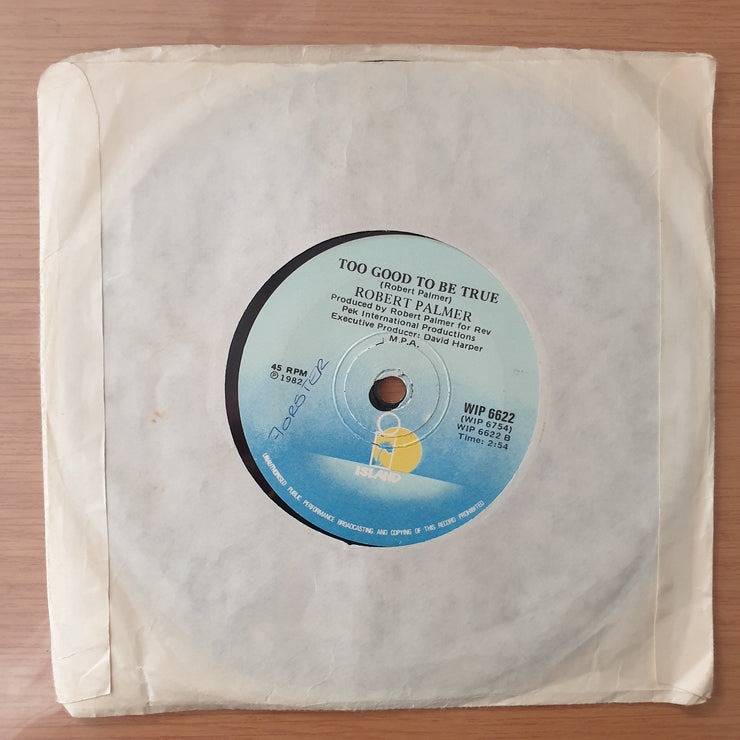 TOO GOOD TO BE TRUE
(Robert Palmer)
ROBERT PALMER
Produced by Robert Palmer for Rev
Pek International Productions
Executive Producer: David Harper
M.P.A.
45 RPM
℗ 1982
FORSTER
WIP 6622
(WIP 6754)
WIP 6622 B
Time: 2:54
ISLAND
UNAUTHORISED PUBLIC PERFORMANCE BROADCASTING AND COPYING OF THIS RECORD PROHIBITED